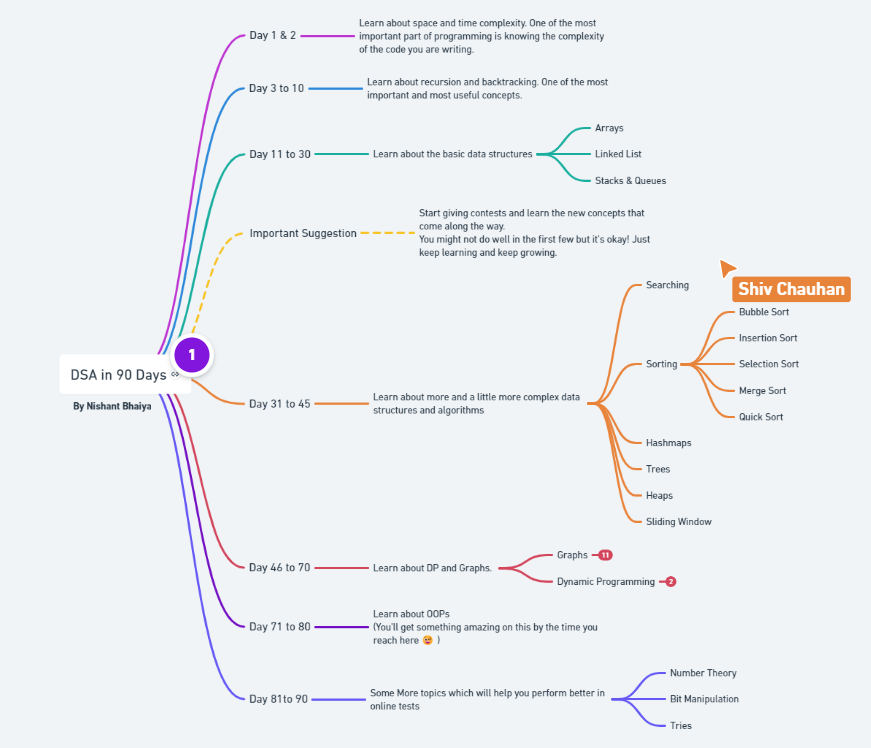 Day 1 & 2
Learn about space and time complexity. One of the most
important part of programming is knowing the complexity
of the code you are writing.
Day 3 to 10
Learn about recursion and backtracking. One of the most
important and most useful concepts.
Day 11 to 30
Learn about the basic data structures
Arrays
Linked List
Stacks & Queues
Important Suggestion
Start giving contests and learn the new concepts that
come along the way.
You might not do well in the first few but it's okay! Just
keep learning and keep growing.
Shiv Chauhan
DSA in 90 Days
1
By Nishant Bhaiya
Day 31 to 45
Learn about more and a little more complex data
structures and algorithms
Searching
Sorting
Bubble Sort
Insertion Sort
Selection Sort
Merge Sort
Quick Sort
Hashmaps
Trees
Heaps
Sliding Window
Day 46 to 70
Learn about DP and Graphs.
Graphs 11
Dynamic Programming 2
Day 71 to 80
Learn about OOPs
(You'll get something amazing on this by the time you
reach here 😜 )
Day 81to 90
Some More topics which will help you perform better in
online tests
Number Theory
Bit Manipulation
Tries